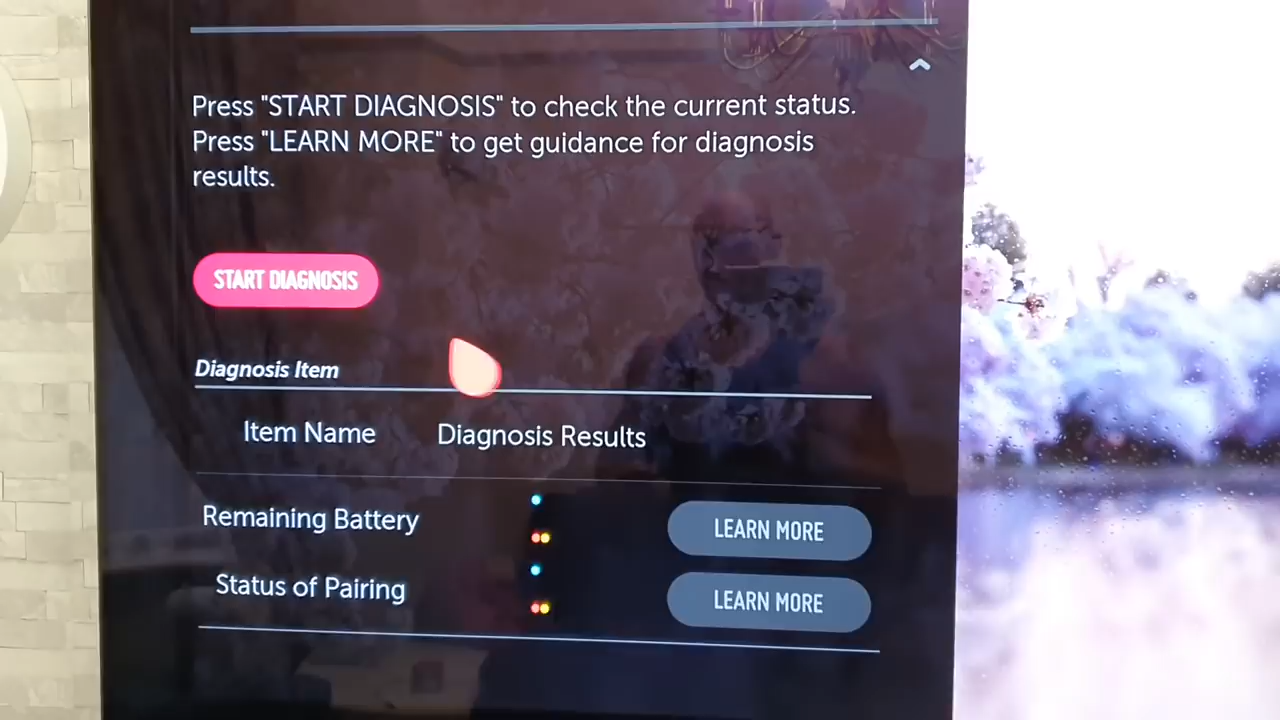 Press "START DIAGNOSIS" to check the current status.
Press "LEARN MORE" to get guidance for diagnosis
results.
START DIAGNOSIS
Diagnosis Item
Item Name Diagnosis Results
Remaining Battery LEARN MORE
Status of Pairing LEARN MORE